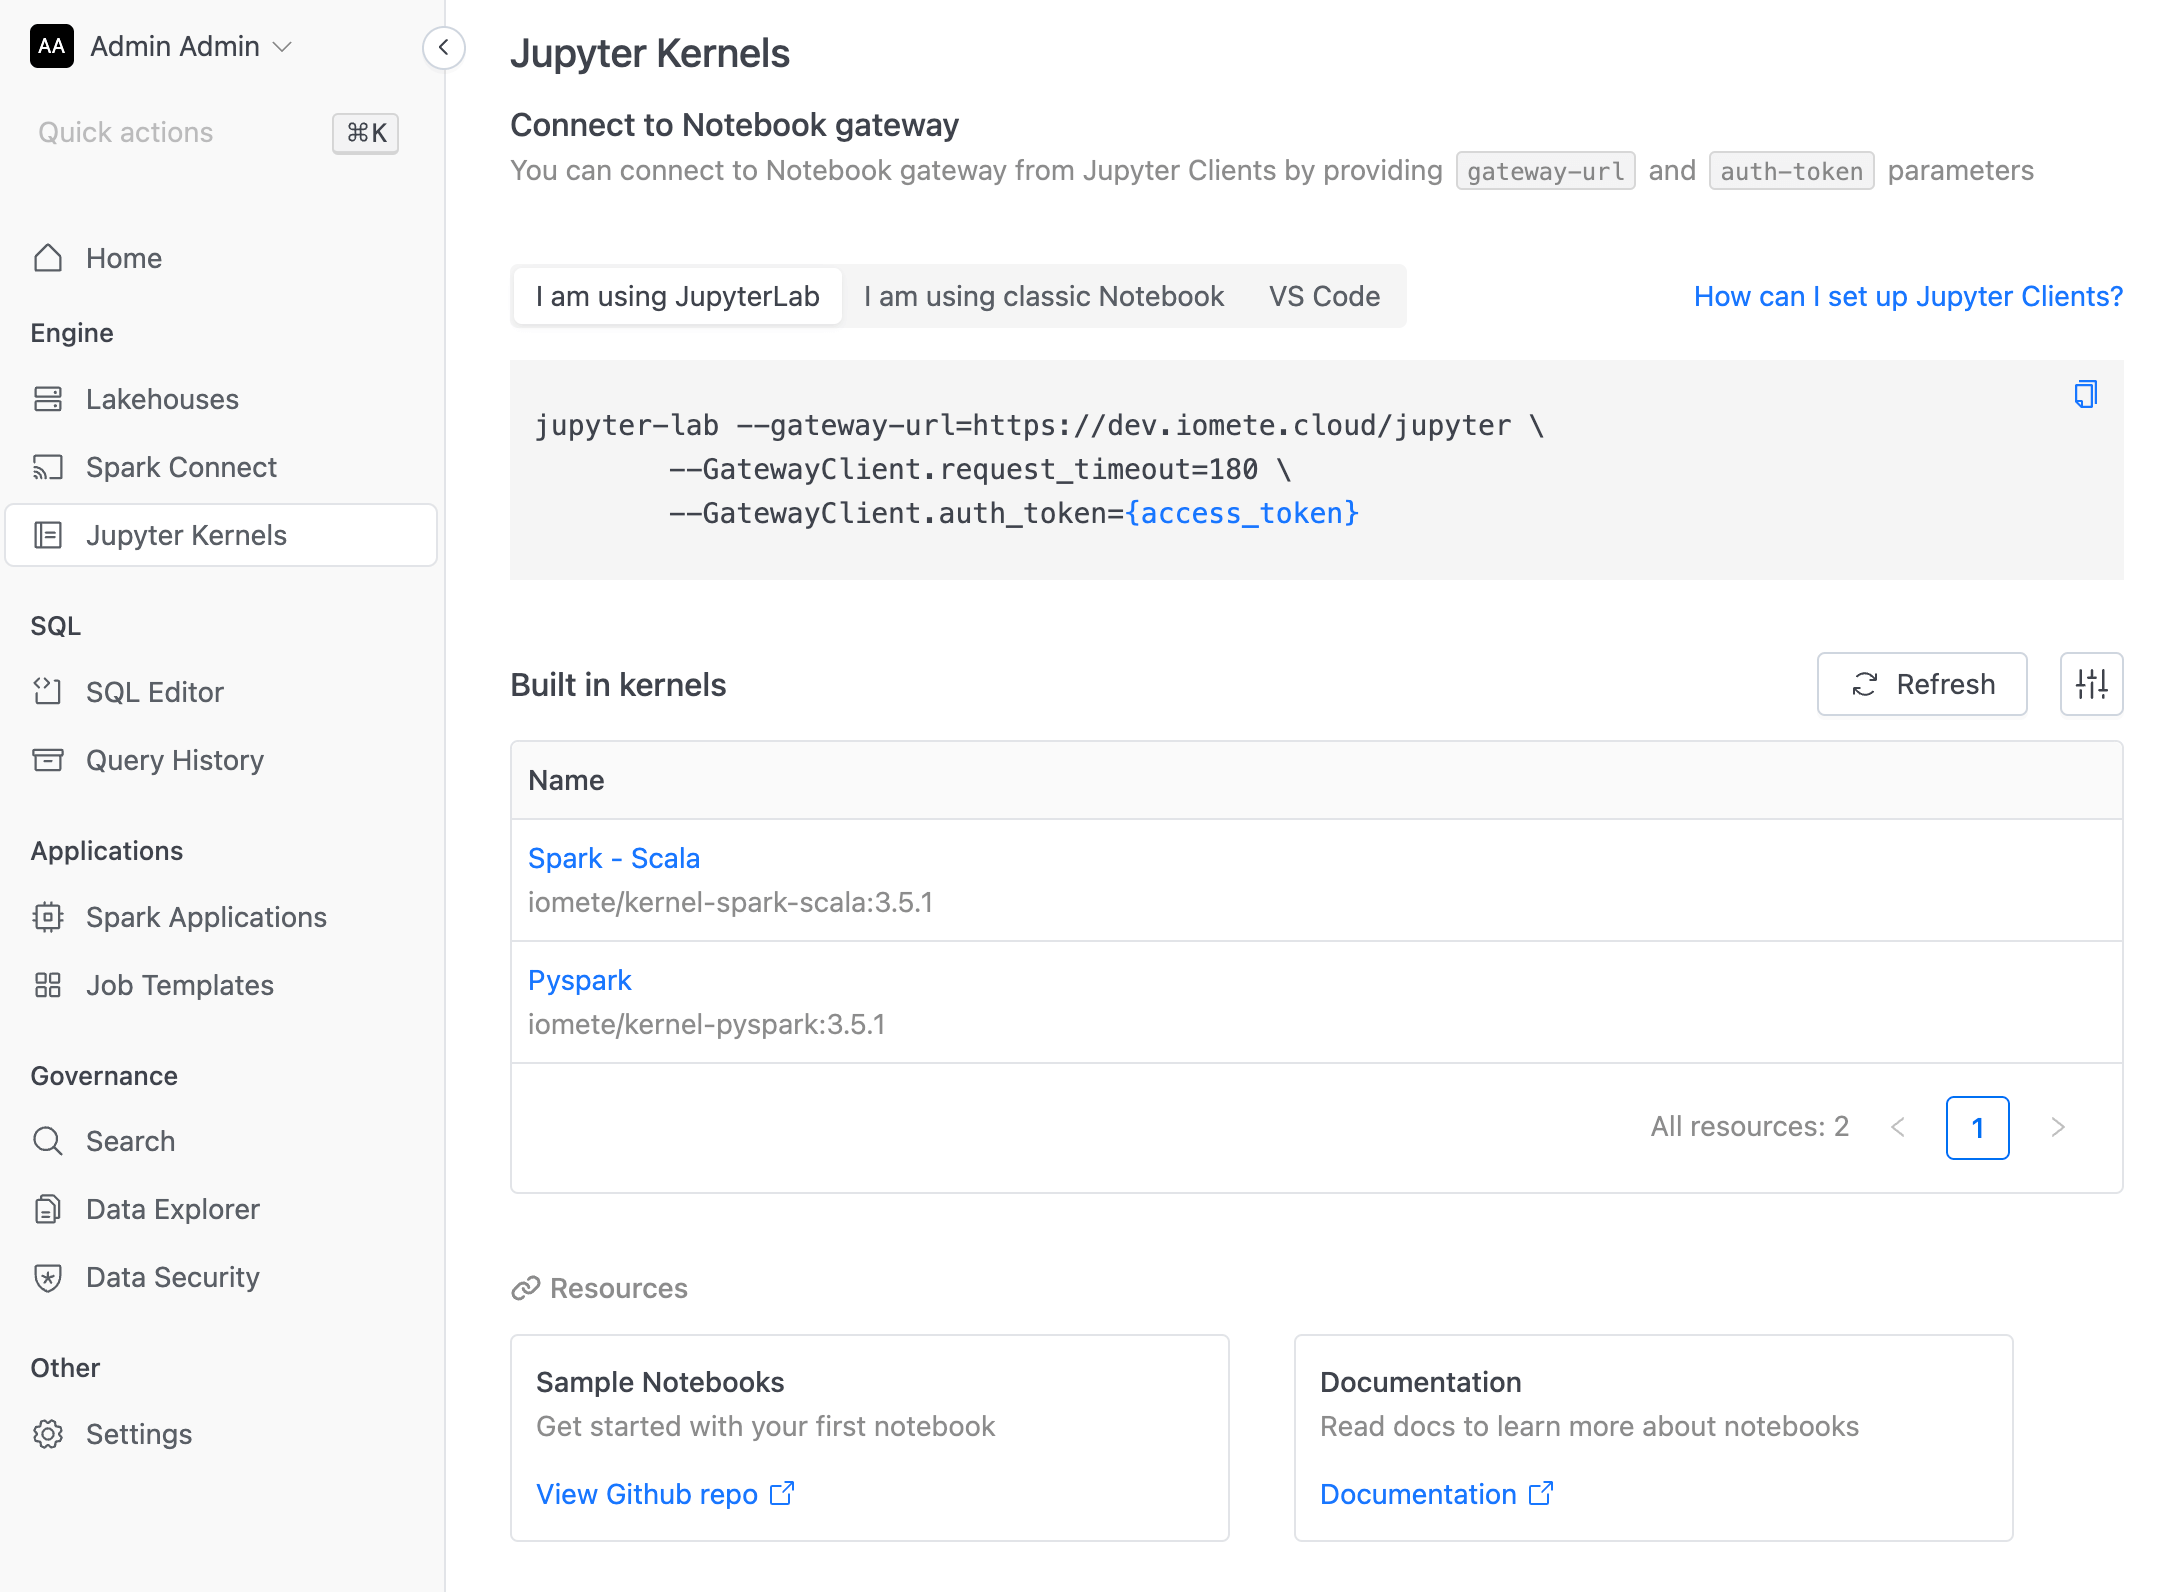 AA Admin Admin
Quick actions ⌘K
Home
Engine
Lakehouses
Spark Connect
Jupyter Kernels
SQL
SQL Editor
Query History
Applications
Spark Applications
Job Templates
Governance
Search
Data Explorer
Data Security
Other
Settings
Jupyter Kernels
Connect to Notebook gateway
You can connect to Notebook gateway from Jupyter Clients by providing gateway-url and auth-token parameters
I am using JupyterLab I am using classic Notebook VS Code How can I set up Jupyter Clients?
jupyter-lab --gateway-url=https://dev.iomete.cloud/jupyter \
--GatewayClient.request_timeout=180 \
--GatewayClient.auth_token={access_token}
Built in kernels Refresh
Name
Spark - Scala
iomete/kernel-spark-scala:3.5.1
Pyspark
iomete/kernel-pyspark:3.5.1
All resources: 2 < 1 >
Resources
Sample Notebooks
Get started with your first notebook
View Github repo
Documentation
Read docs to learn more about notebooks
Documentation